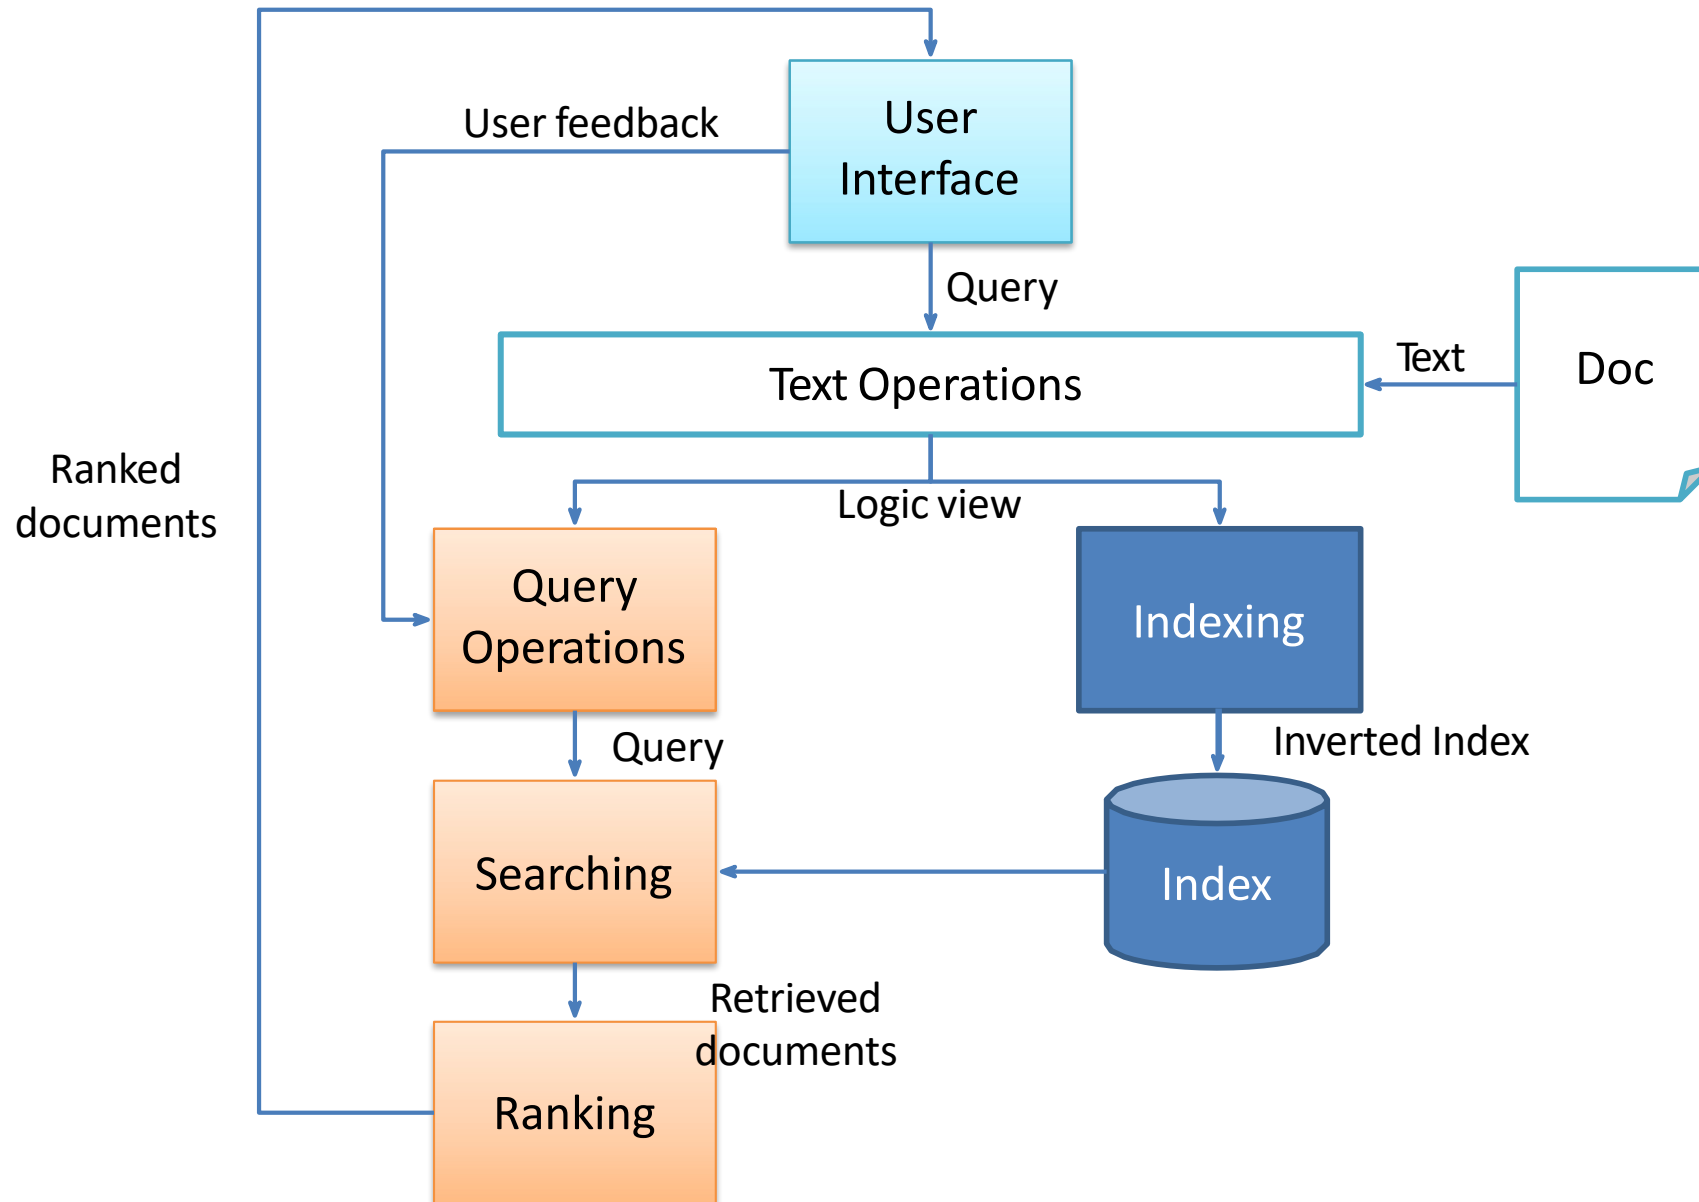 User
Interface
User feedback
Query
Text
Doc
Text Operations
Ranked
documents
Logic view
Query
Operations
Indexing
Query
Inverted Index
Searching
Index
Retrieved
documents
Ranking